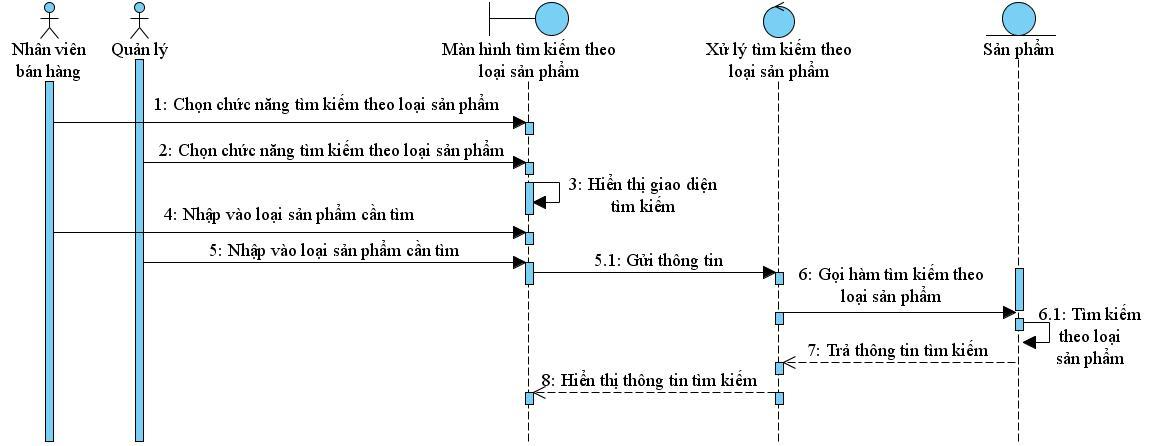 Nhân viên
bán hàng
Quản lý
Màn hình tìm kiếm theo
loại sản phẩm
Xử lý tìm kiếm theo
loại sản phẩm
Sản phẩm
1: Chọn chức năng tìm kiếm theo loại sản phẩm
2: Chọn chức năng tìm kiếm theo loại sản phẩm
3: Hiển thị giao diện
tìm kiếm
4: Nhập vào loại sản phẩm cần tìm
5: Nhập vào loại sản phẩm cần tìm
5.1: Gửi thông tin
6: Gọi hàm tìm kiếm theo
loại sản phẩm
6.1: Tìm kiếm
theo loại
sản phẩm
7: Trả thông tin tìm kiếm
8: Hiển thị thông tin tìm kiếm